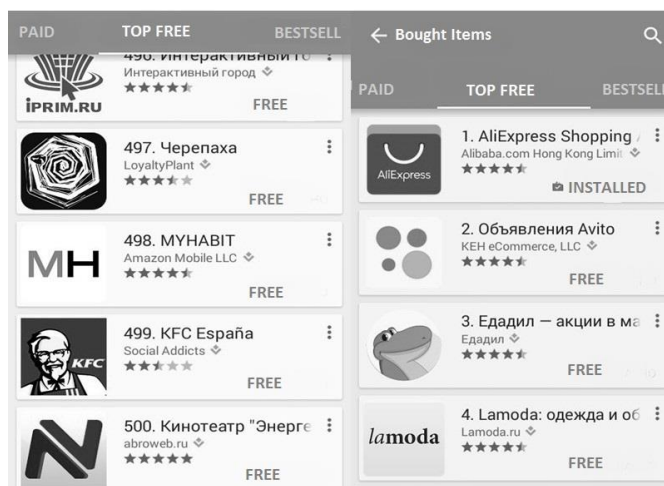 PAID TOP FREE BESTSELL
496. Интерактивный го
Интерактивный город
iPRIM.RU
FREE
497. Черепаха
LoyaltyPlant
FREE
498. MYHABIT
MH
Amazon Mobile LLC
FREE
499. KFC España
Social Addicts
KFC
FREE
500. Кинотеатр "Энерге
abroweb.ru
FREE
Bought Items
PAID TOP FREE BESTSELL
1. AliExpress Shopping
Alibaba.com Hong Kong Limit
AliExpress
INSTALLED
2. Объявления Avito
KEH eCommerce, LLC
FREE
3. Едадил — акции в ма
Едадил
FREE
4. Lamoda: одежда и об
Lamoda.ru
lamoda
FREE